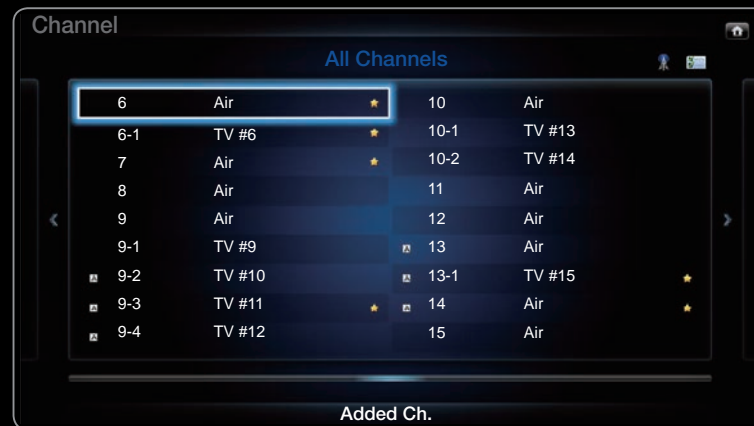 Channel
All Channels
6 Air
6-1 TV #6
7 Air
8 Air
9 Air
9-1 TV #9
A 9-2 TV #10
A 9-3 TV #11
A 9-4 TV #12
10 Air
10-1 TV #13
10-2 TV #14
11 Air
12 Air
A 13 Air
A 13-1 TV #15
A 14 Air
15 Air
Added Ch.